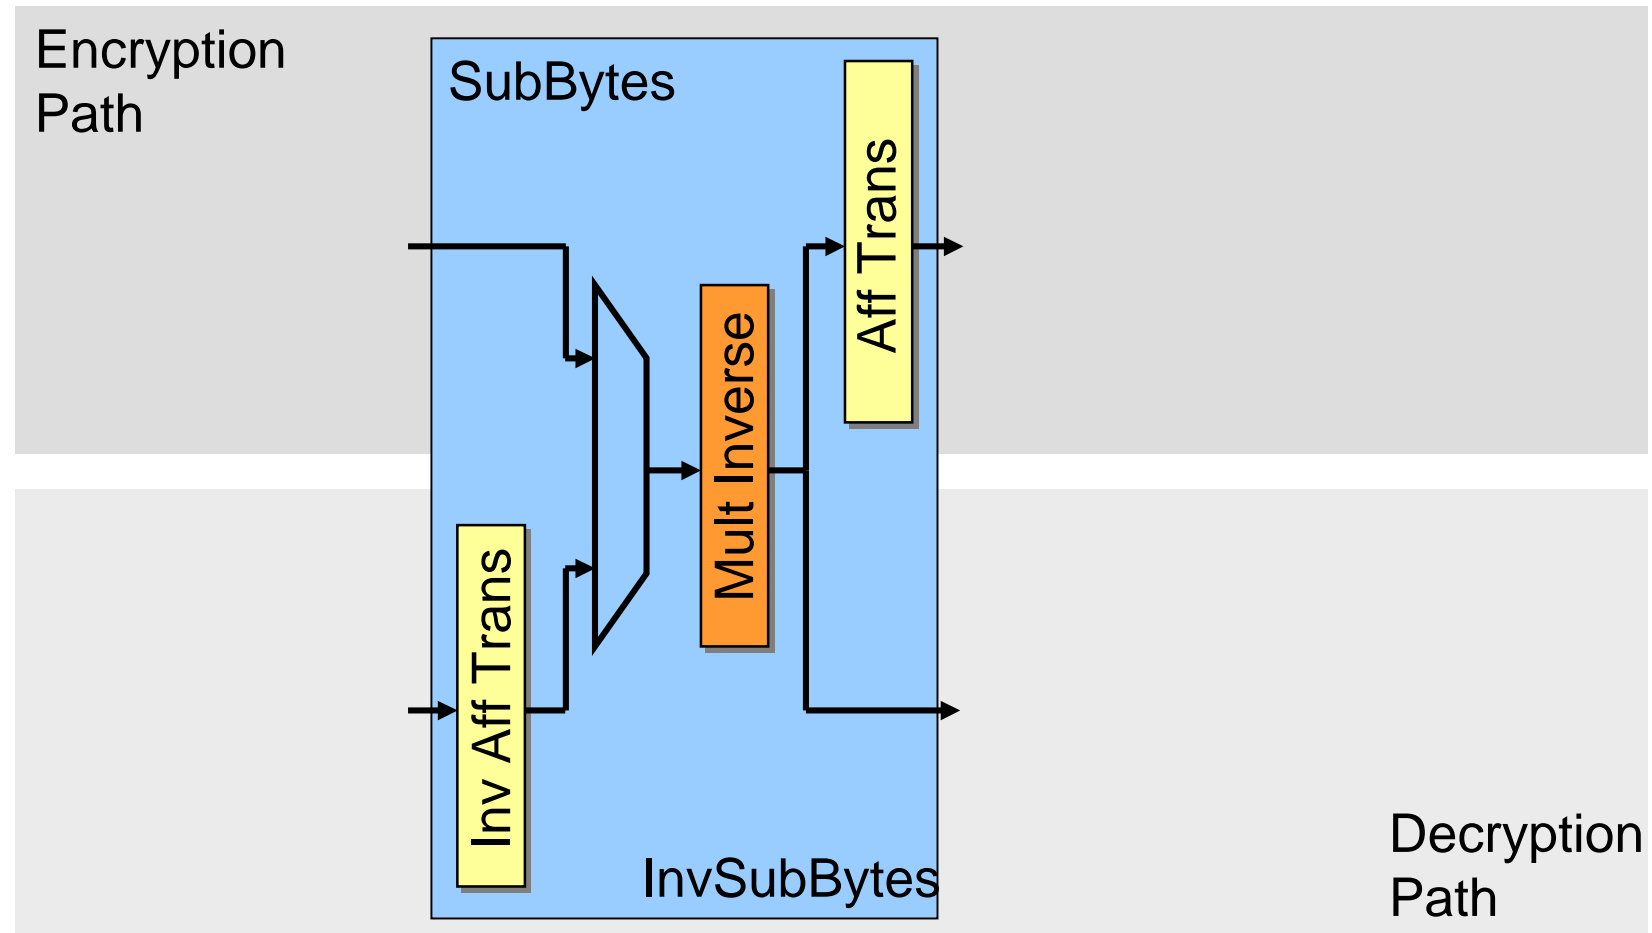 Encryption
Path
SubBytes
Aff Trans
Mult Inverse
Inv Aff Trans
InvSubBytes
Decryption
Path